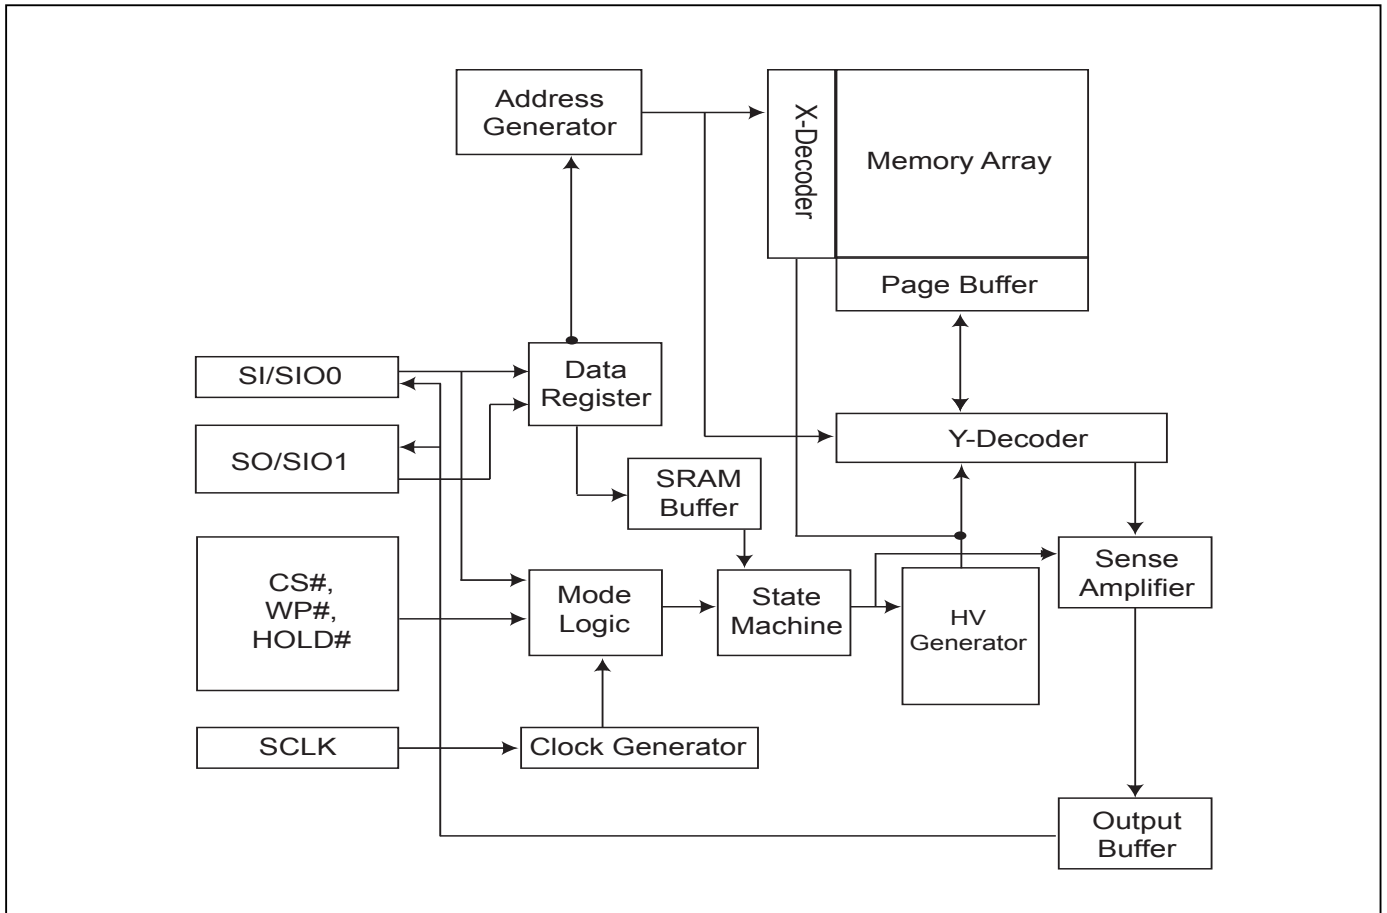 Address
Generator
X-Decoder
Memory Array
Page Buffer
SI/SIO0
Data
Register
SO/SIO1
Y-Decoder
SRAM
Buffer
CS#,
WP#,
HOLD#
Mode
Logic
State
Machine
HV
Generator
Sense
Amplifier
SCLK
Clock Generator
Output
Buffer